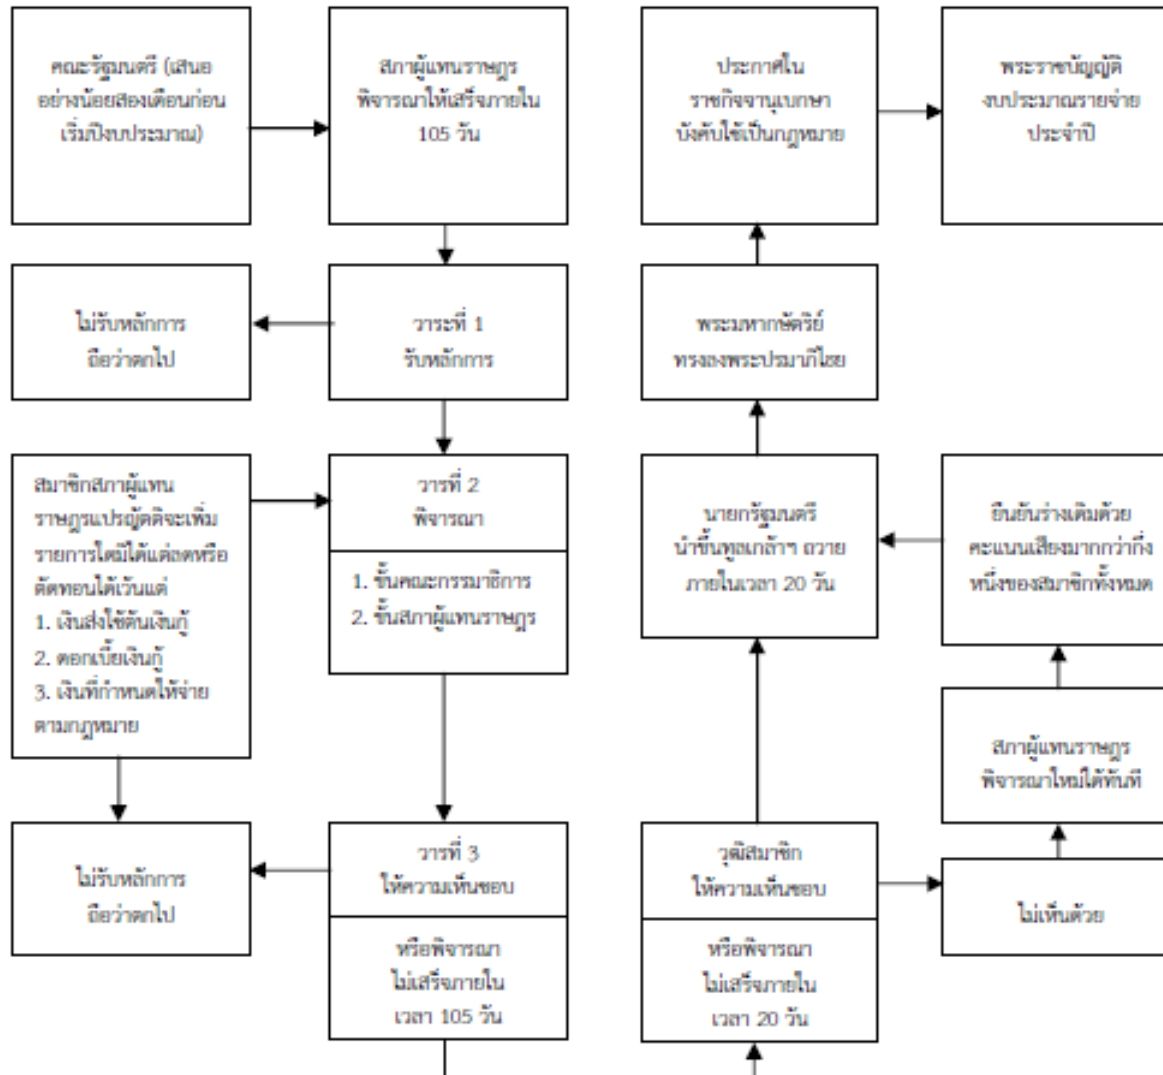 คณะรัฐมนตรี (เสนอ
อย่างน้อยสองเดือนก่อน
เริ่มปีงบประมาณ)
สภาผู้แทนราษฎร
พิจารณาให้เสร็จภายใน
105 วัน
ประกาศใน
ราชกิจจานุเบกษา
บังคับใช้เป็นกฎหมาย
พระราชบัญญัติ
งบประมาณรายจ่าย
ประจำปี
ไม่รับหลักการ
ถือว่าตกไป
วาระที่ 1
รับหลักการ
พระมหากษัตริย์
ทรงลงพระปรมาภิไธย
สมาชิกสภาผู้แทน
ราษฎรแปรญัตติจะเพิ่ม
รายการใดมิได้แต่ลดหรือ
ตัดทอนได้เว้นแต่
1. เงินส่งใช้ต้นเงินกู้
2. ดอกเบี้ยเงินกู้
3. เงินที่กำหนดให้จ่าย
ตามกฎหมาย
วารที่ 2
พิจารณา
1. ขั้นคณะกรรมาธิการ
2. ขั้นสภาผู้แทนราษฎร
นายกรัฐมนตรี
นำขึ้นทูลเกล้าฯ ถวาย
ภายในเวลา 20 วัน
ยืนยันร่างเดิมด้วย
คะแนนเสียงมากกว่ากึ่ง
หนึ่งของสมาชิกทั้งหมด
สภาผู้แทนราษฎร
พิจารณาใหม่ได้ทันที
ไม่รับหลักการ
ถือว่าตกไป
วารที่ 3
ให้ความเห็นชอบ
หรือพิจารณา
ไม่เสร็จภายใน
เวลา 105 วัน
วุฒิสมาชิก
ให้ความเห็นชอบ
หรือพิจารณา
ไม่เสร็จภายใน
เวลา 20 วัน
ไม่เห็นด้วย